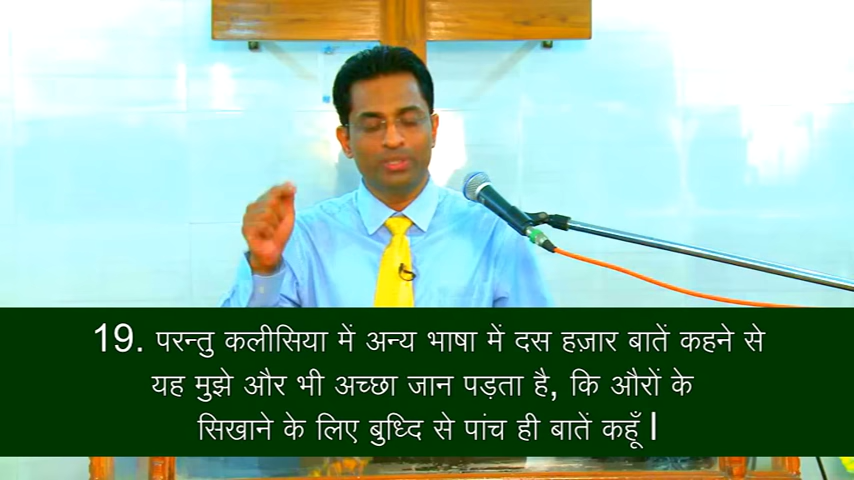 19. परन्तु कलीसिया में अन्य भाषा में दस हज़ार बातें कहने से
यह मुझे और भी अच्छा जान पड़ता है, कि औरों के
सिखाने के लिए बुध्दि से पांच ही बातें कहूँ |